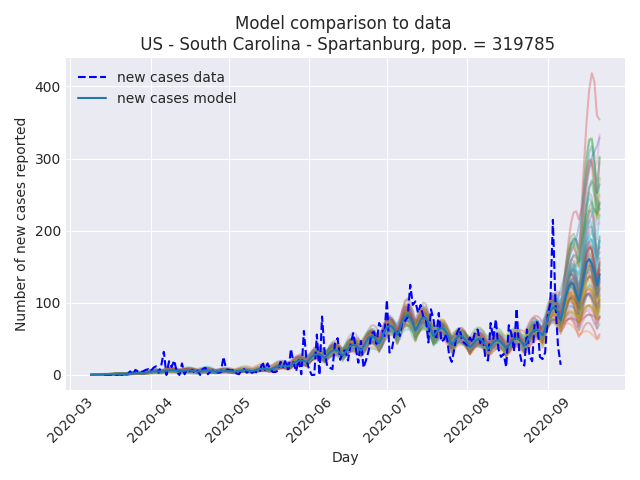 Model comparison to data
US - South Carolina - Spartanburg, pop. = 319785
new cases data
new cases model
Number of new cases reported
400
300
200
100
0
2020-03
2020-04
2020-05
2020-06
2020-07
2020-08
2020-09
Day